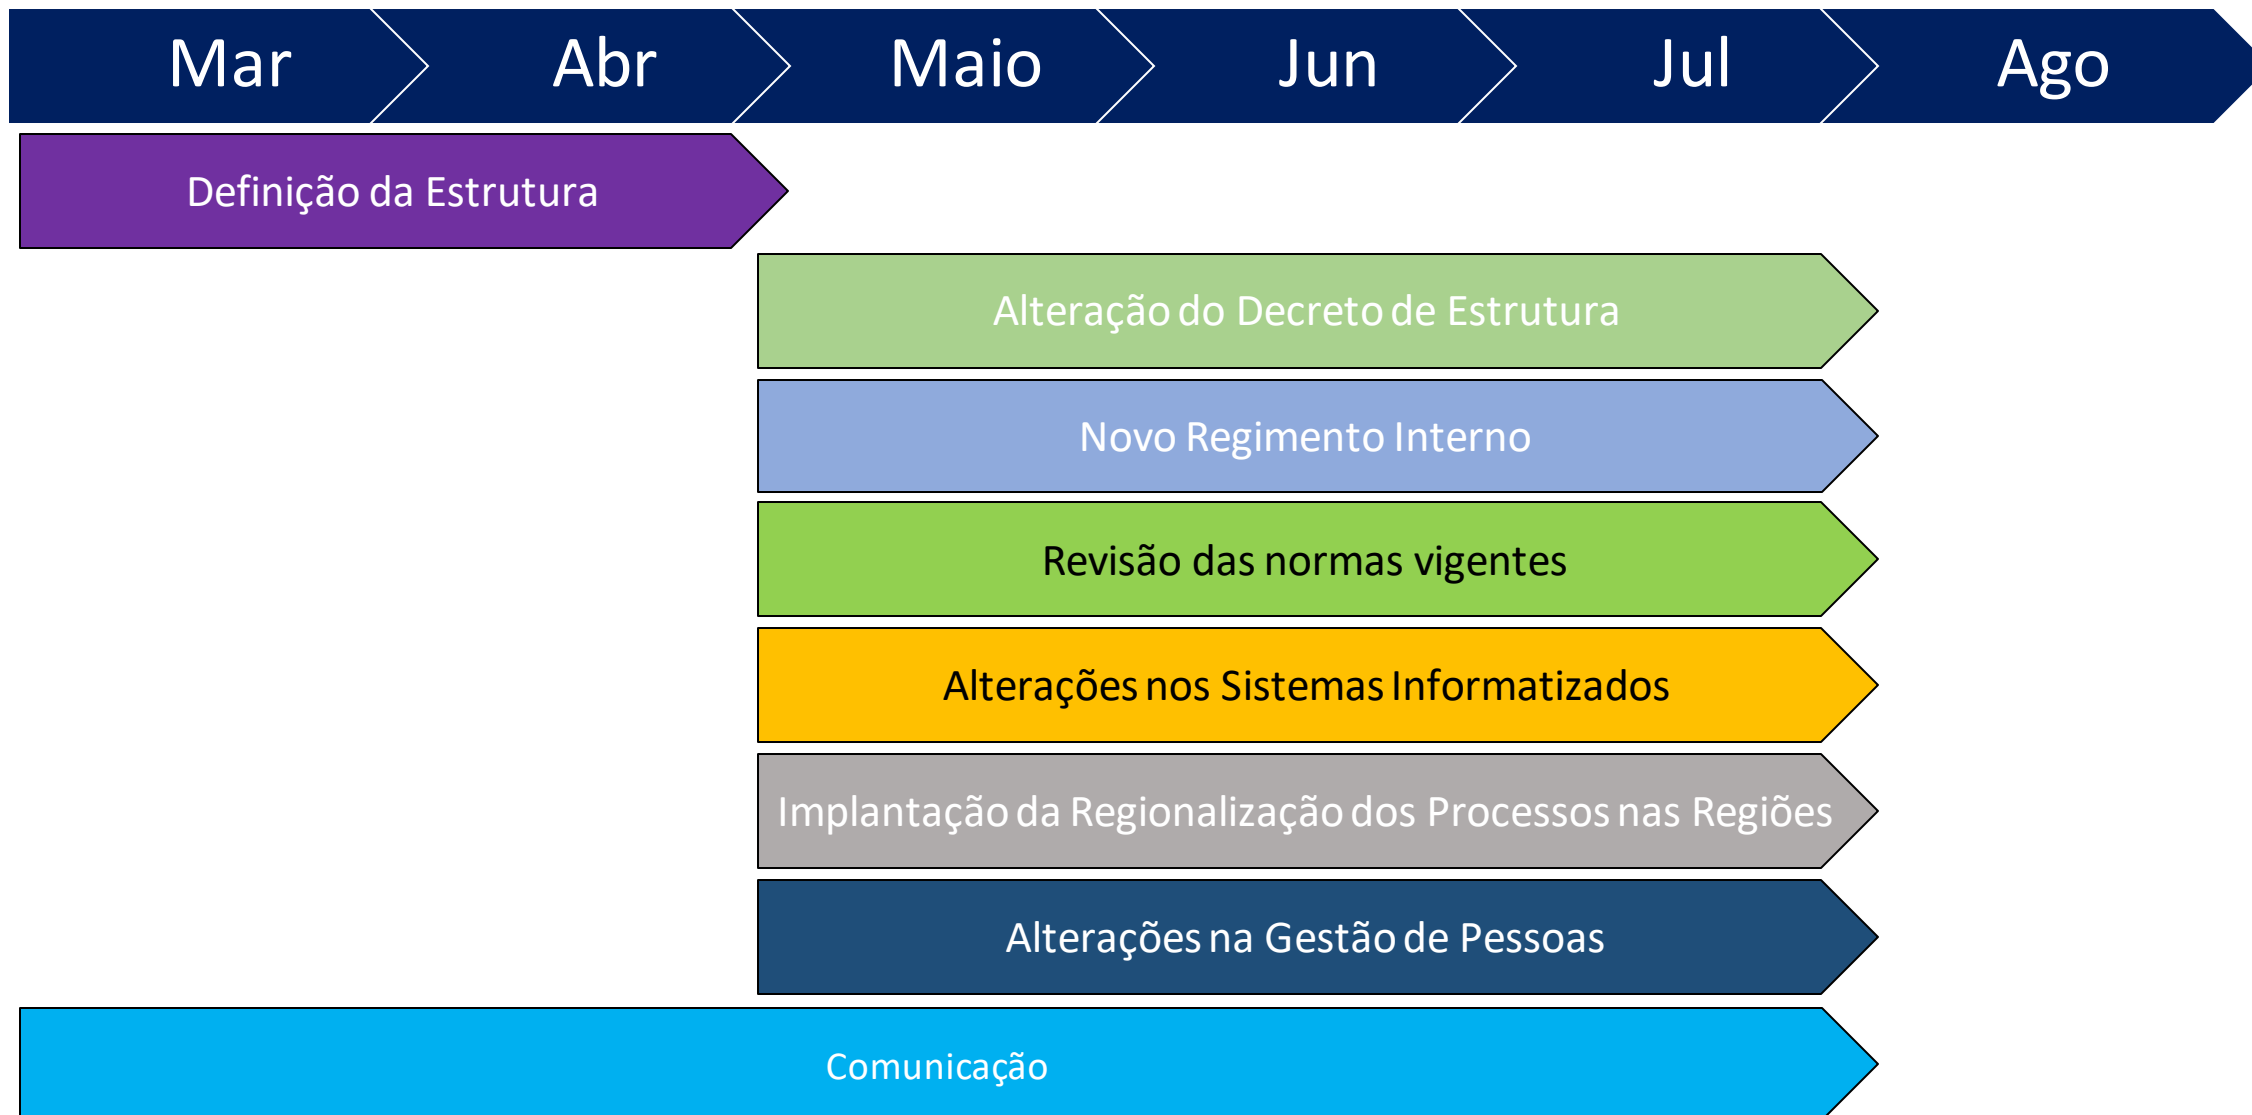 Mar Abr Maio Jun Jul Ago
Definição da Estrutura
Alteração do Decreto de Estrutura
Novo Regimento Interno
Revisão das normas vigentes
Alterações nos Sistemas Informatizados
Implantação da Regionalização dos Processos nas Regiões
Alterações na Gestão de Pessoas
Comunicação